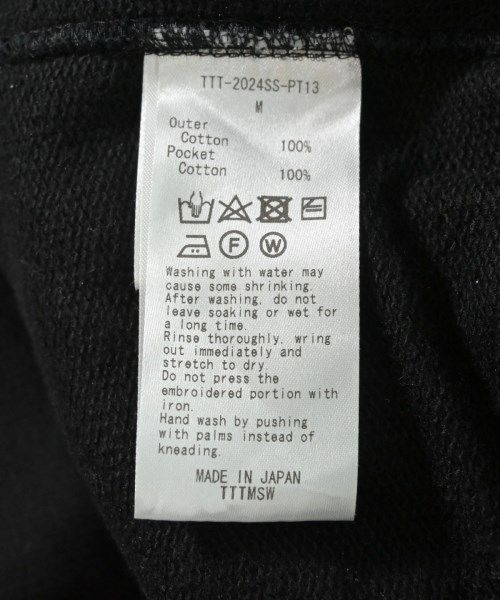 TTT-2024SS-PT13
M
Outer
Cotton 100%
Pocket
Cotton 100%
F W
Washing with water may
cause some shrinking.
After washing, do not
leave soaking or wet for
a long time.
Rinse thoroughly, wring
out immediately and
stretch to dry.
Do not press the
embroidered portion with
iron.
Hand wash by pushing
with palms instead of
kneading.
MADE IN JAPAN
TTTMSW